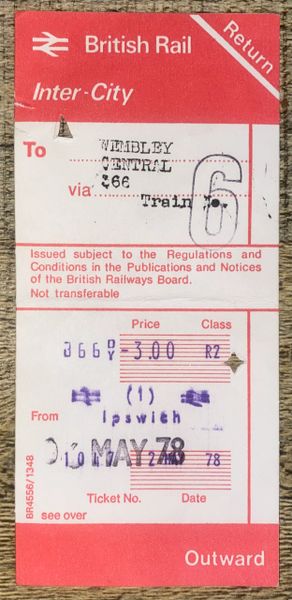 British Rail
Return
Inter-City
To WEMBLEY
CENTRAL
366
via
Train No.
6
Issued subject to the Regulations and
Conditions in the Publications and Notices
of the British Railways Board.
Not transferable
Price Class
3.00 R2
(1)
From Ipswich
MAY 78
78
Ticket No. Date
BR4556/1348
see over
Outward